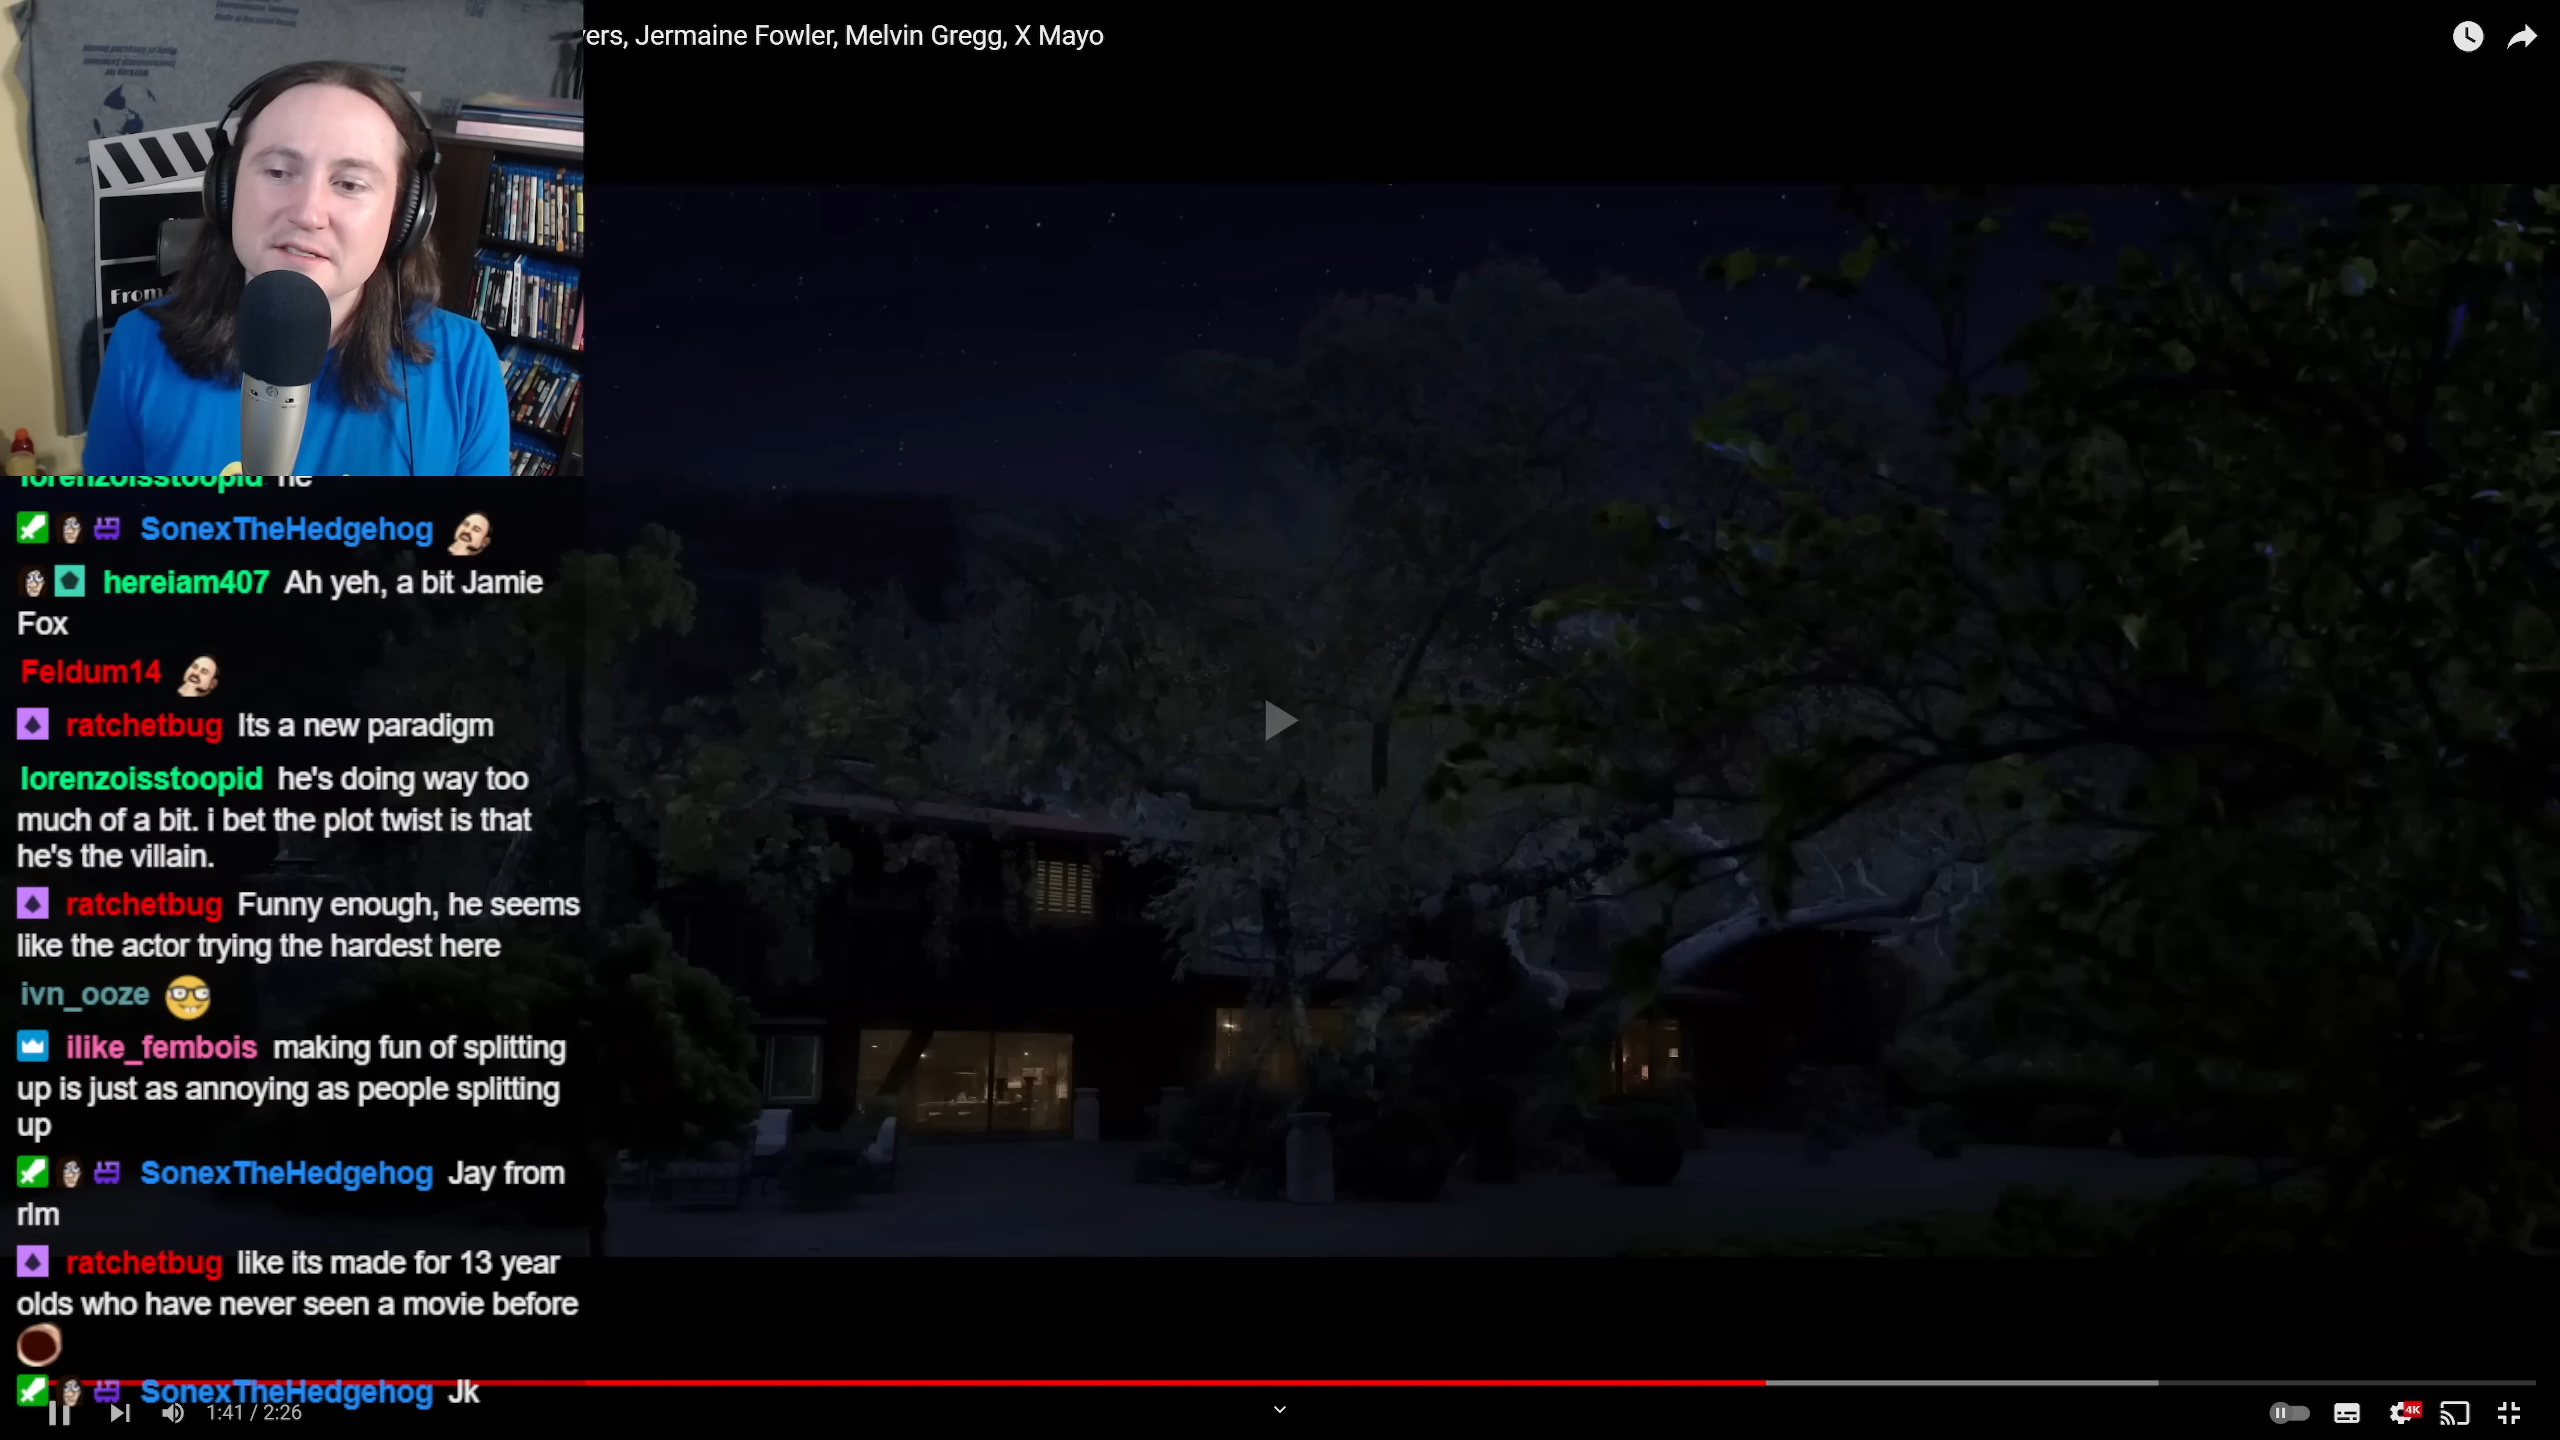 ers, Jermaine Fowler, Melvin Gregg, X Mayo
From
lorenzoisstoopid he
SonexTheHedgehog
hereiam407 Ah yeh, a bit Jamie
Fox
Feldum14
ratchetbug Its a new paradigm
lorenzoisstoopid he's doing way too
much of a bit. i bet the plot twist is that
he's the villain.
ratchetbug Funny enough, he seems
like the actor trying the hardest here
ivn_ooze
ilike_fembois making fun of splitting
up is just as annoying as people splitting
up
SonexTheHedgehog Jay from
rlm
ratchetbug like its made for 13 year
olds who have never seen a movie before
SonexTheHedgehog Jk
1:41 / 2:26
4K